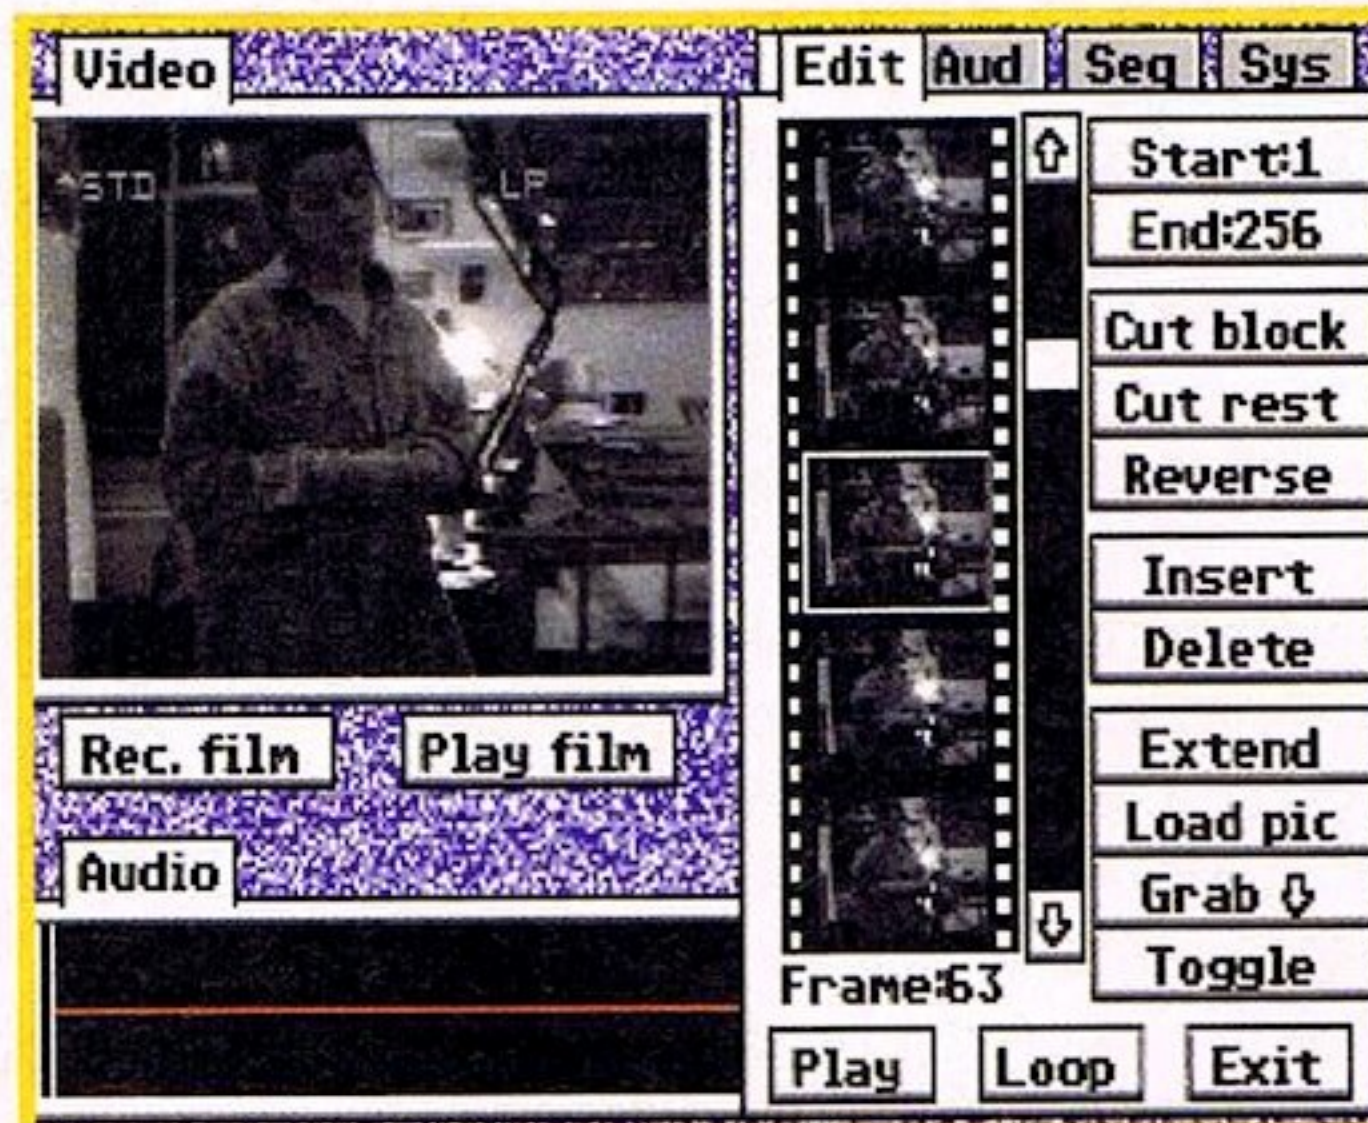 Video
STD LP
Rec. film Play film
Audio
Edit Aud Seq Sys
Start:1
End:256
Cut block
Cut rest
Reverse
Insert
Delete
Extend
Load pic
Grab ⇩
Toggle
Frame:63
Play Loop Exit